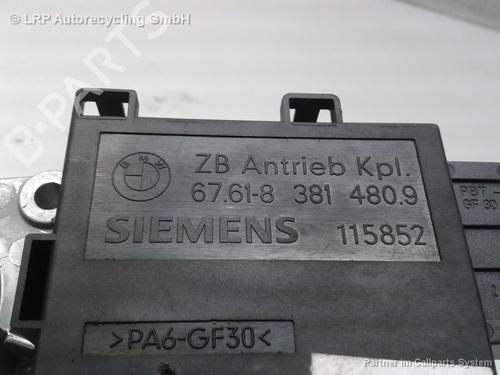 © LRP Autorecycling GmbH
B-PARTS
BMW
ZB Antrieb Kpl.
67.61-8 381 480.9
SIEMENS 115852
PBT
GF 30
>PA6-GF30<
Partner im Callparts System